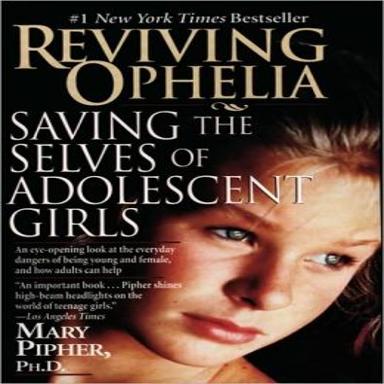 #1 New York Times Bestseller
REVIVING
OPHELIA
SAVING THE
SELVES OF
ADOLESCENT
GIRLS
An eye-opening look at the everyday
dangers of being young and female,
and how adults can help
"An important book . . . Pipher shines
high-beam headlights on the
world of teenage girls."
—Los Angeles Times
MARY
PIPHER,
PH.D.